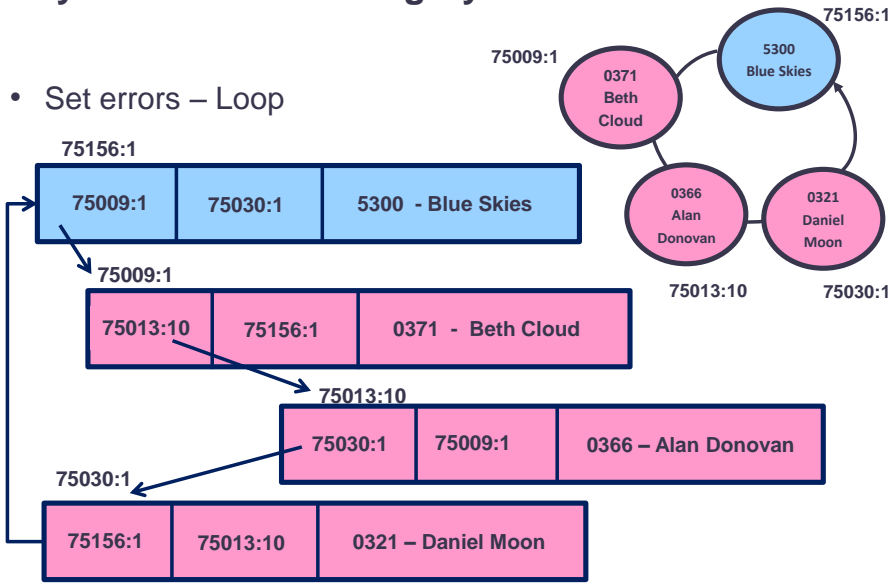 75156:1
5300
Blue Skies
75009:1
0371
Beth
Cloud
• Set errors – Loop
75156:1
75009:1 75030:1 5300 - Blue Skies
0366
Alan
Donovan
0321
Daniel
Moon
75013:10 75030:1
75009:1
75013:10 75156:1 0371 - Beth Cloud
75013:10
75030:1 75009:1 0366 – Alan Donovan
75030:1
75156:1 75013:10 0321 – Daniel Moon